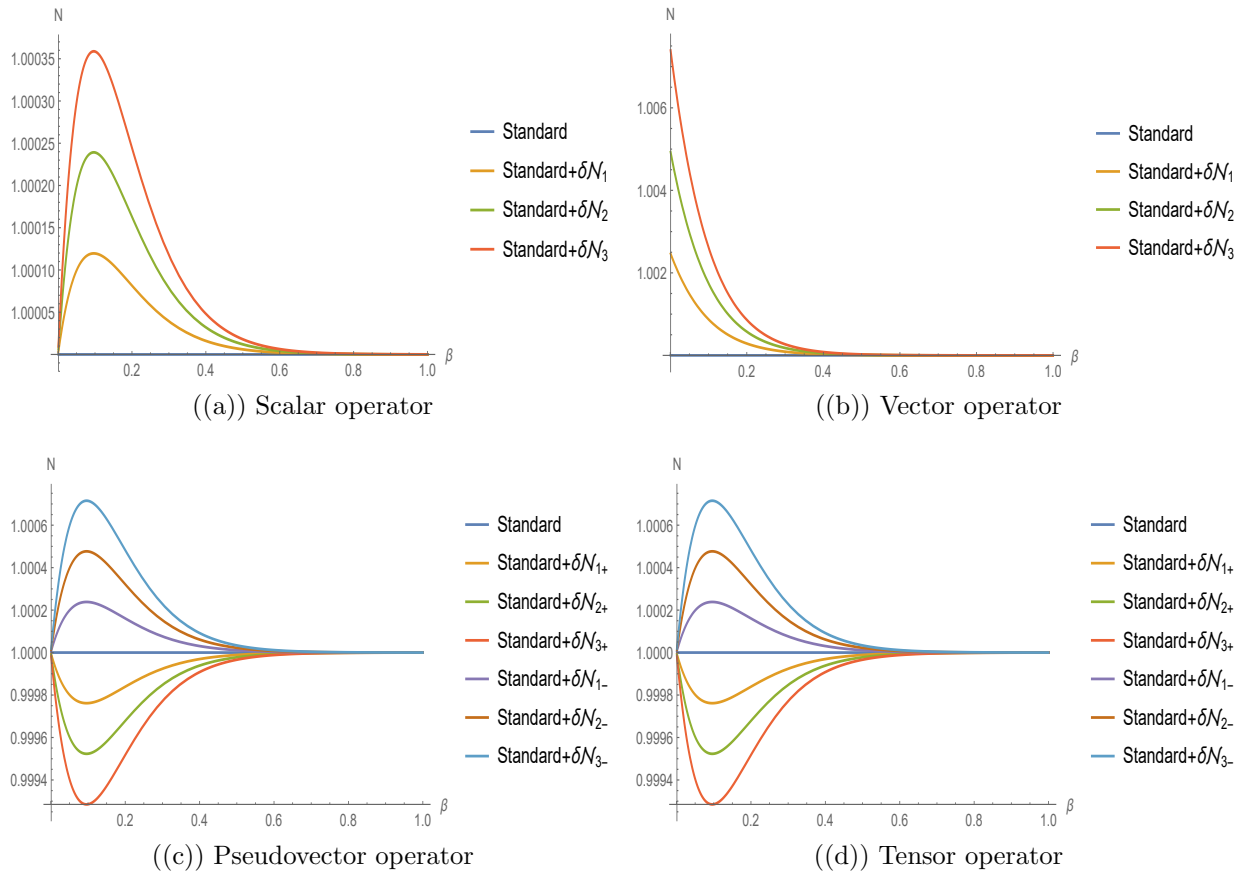 N
1.00035
1.00030
1.00025
1.00020
1.00015
1.00010
1.00005
0.2 0.4 0.6 0.8 1.0 β
Standard
Standard+δN₁
Standard+δN₂
Standard+δN₃
((a)) Scalar operator
N
1.006
1.004
1.002
0.2 0.4 0.6 0.8 1.0 β
Standard
Standard+δN₁
Standard+δN₂
Standard+δN₃
((b)) Vector operator
N
1.0006
1.0004
1.0002
1.0000
0.9998
0.9996
0.9994
0.2 0.4 0.6 0.8 1.0 β
Standard
Standard+δN₁₊
Standard+δN₂₊
Standard+δN₃₊
Standard+δN₁₋
Standard+δN₂₋
Standard+δN₃₋
((c)) Pseudovector operator
N
1.0006
1.0004
1.0002
1.0000
0.9998
0.9996
0.9994
0.2 0.4 0.6 0.8 1.0 β
Standard
Standard+δN₁₊
Standard+δN₂₊
Standard+δN₃₊
Standard+δN₁₋
Standard+δN₂₋
Standard+δN₃₋
((d)) Tensor operator